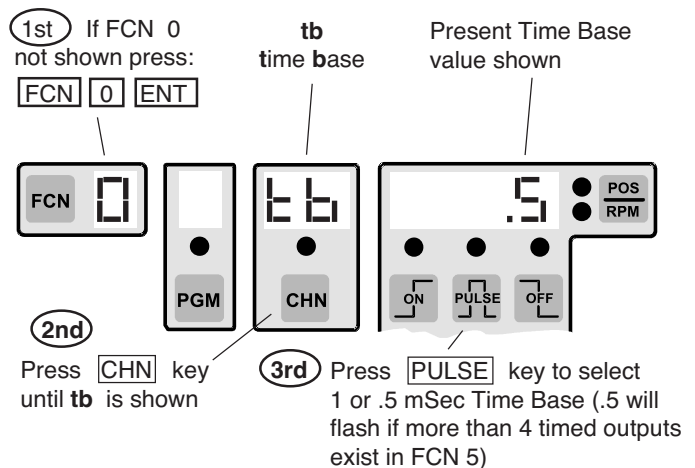 1st If FCN 0
not shown press:
FCN 0 ENT
tb
time base
Present Time Base
value shown
FCN 0
tb
.5
POS
RPM
PGM
CHN
ON
PULSE
OFF
2nd
Press CHN key
until tb is shown
3rd Press PULSE key to select
1 or .5 mSec Time Base (.5 will
flash if more than 4 timed outputs
exist in FCN 5)